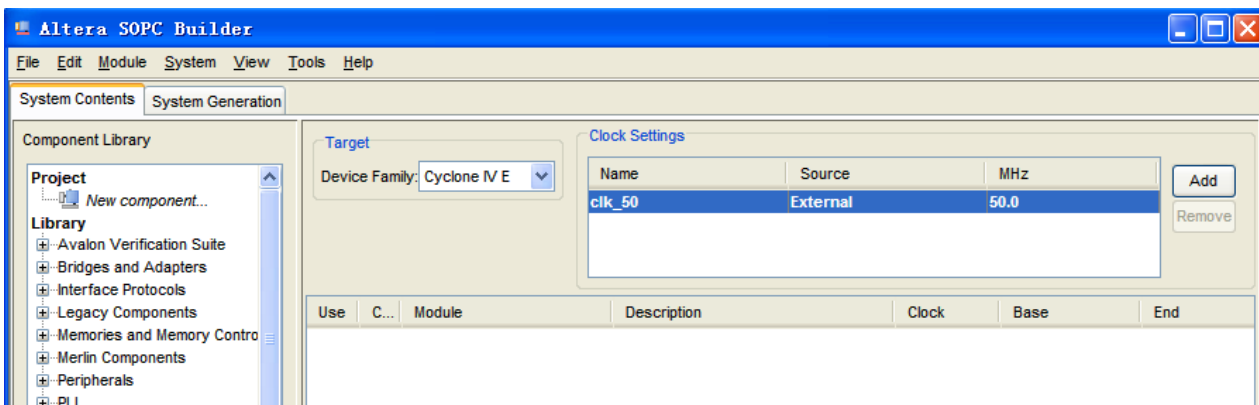 Altera SOPC Builder
File Edit Module System View Tools Help
System Contents System Generation
Component Library
Target
Clock Settings
Device Family: Cyclone IV E
Name Source MHz
clk_50 External 50.0
Add
Remove
Project
New component...
Library
Avalon Verification Suite
Bridges and Adapters
Interface Protocols
Legacy Components
Memories and Memory Contro
Merlin Components
Peripherals
PLL
Use C... Module Description Clock Base End